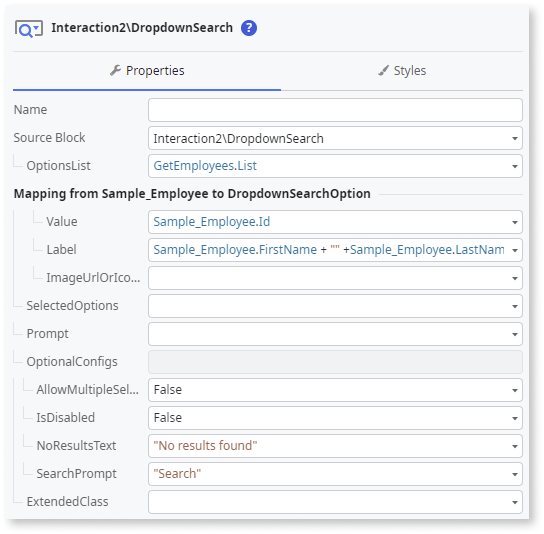 Interaction2\DropdownSearch ?
Properties Styles
Name
Source Block Interaction2\DropdownSearch
OptionsList GetEmployees.List
Mapping from Sample_Employee to DropdownSearchOption
Value Sample_Employee.Id
Label Sample_Employee.FirstName + "" +Sample_Employee.LastNam
ImageUrlOrIco...
SelectedOptions
Prompt
OptionalConfigs
AllowMultipleSel... False
IsDisabled False
NoResultsText "No results found"
SearchPrompt "Search"
ExtendedClass